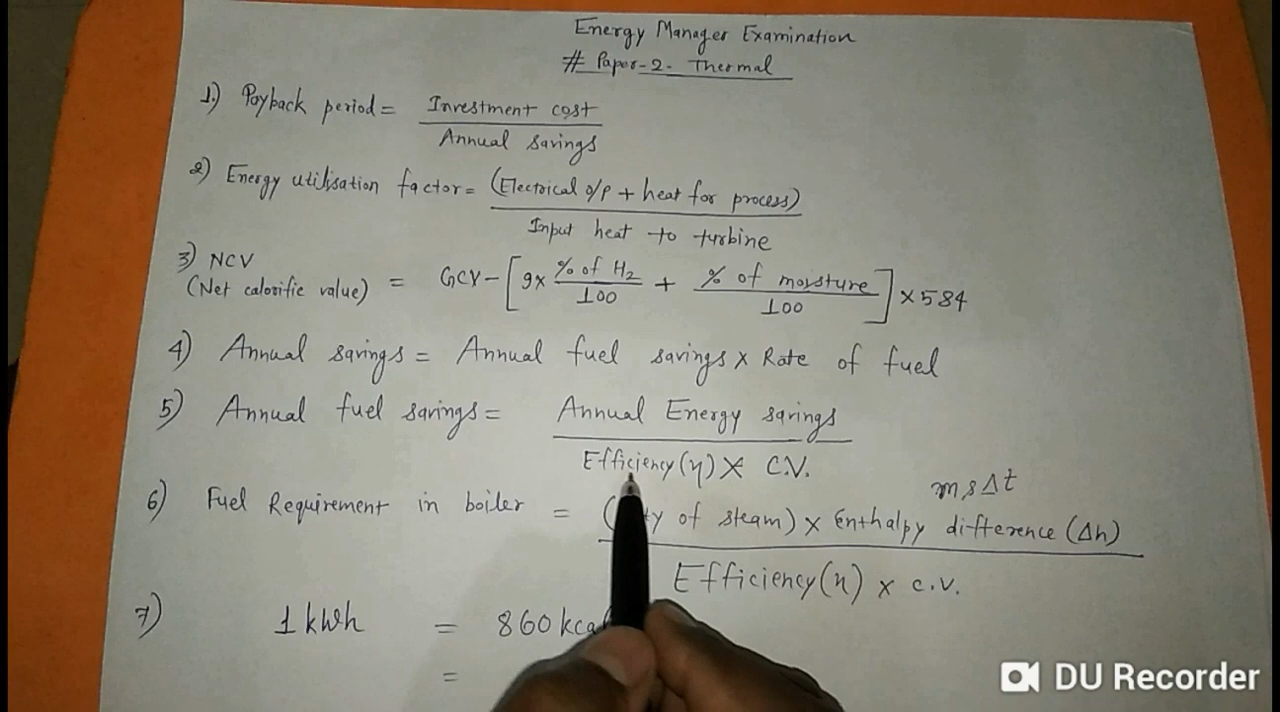 Energy Manager Examination
# Paper-2- Thermal
1.) Payback period = Investment cost
Annual savings
2) Energy utilisation factor = (Electrical o/p + heat for process)
Input heat to turbine
3) NCV
(Net calorific value) = GCV - [9x % of H2 / 100 + % of moisture / 100] x 584
4) Annual savings = Annual fuel savings x Rate of fuel
5) Annual fuel savings = Annual Energy savings
Efficiency (η) x C.V.
msΔt
6) Fuel Requirement in boiler = ( of steam) x Enthalpy difference (Δh)
Efficiency (η) x c.v.
7) 1 kWh = 860
=
DU Recorder